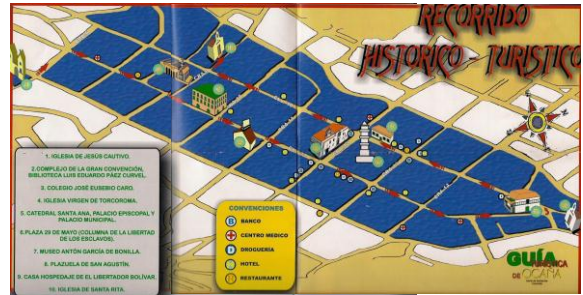 RECORRIDO
HISTORICO - TURISTICO
1. IGLESIA DE JESÚS CAUTIVO.
2.COMPLEJO DE LA GRAN CONVENCIÓN,
BIBLIOTECA LUIS EDUARDO PAEZ CURVEL.
3. COLEGIO JOSÉ EUSEBIO CARO.
4. IGLESIA VIRGEN DE TORCOROMA.
5. CATEDRAL SANTA ANA, PALACIO EPISCOPAL Y
PALACIO MUNICIPAL.
6.PLAZA 29 DE MAYO (COLUMNA DE LA LIBERTAD
DE LOS ESCLAVOS).
7. MUSEO ANTÓN GARCÍA DE BONILLA.
8. PLAZUELA DE SAN AGUSTÍN.
9. CASA HOSPEDAJE DE EL LIBERTADOR BOLÍVAR.
10. IGLESIA DE SANTA RITA.
CONVENCIONES
B BANCO
CENTRO MEDICO
D DROGUERÍA
HOTEL
RESTAURANTE
GUÍA
DE OCAÑA